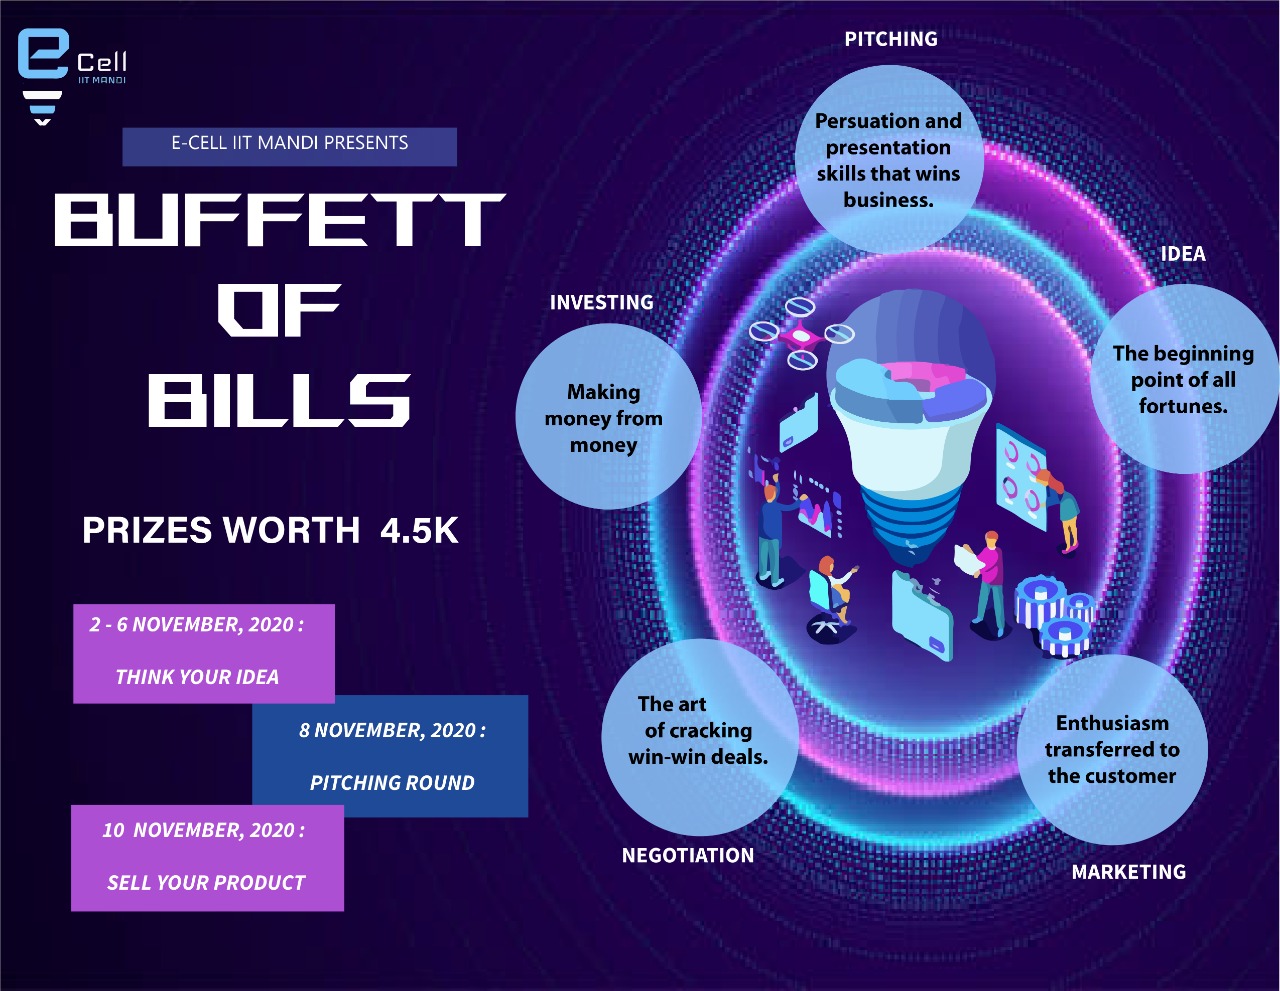 e Cell
IIT MANDI
E-CELL IIT MANDI PRESENTS
BUFFETT
OF
BILLS
PRIZES WORTH 4.5K
2 - 6 NOVEMBER, 2020 :
THINK YOUR IDEA
8 NOVEMBER, 2020 :
PITCHING ROUND
10 NOVEMBER, 2020 :
SELL YOUR PRODUCT
PITCHING
Persuation and
presentation
skills that wins
business.
IDEA
The beginning
point of all
fortunes.
INVESTING
Making
money from
money
The art
of cracking
win-win deals.
NEGOTIATION
Enthusiasm
transferred to
the customer
MARKETING